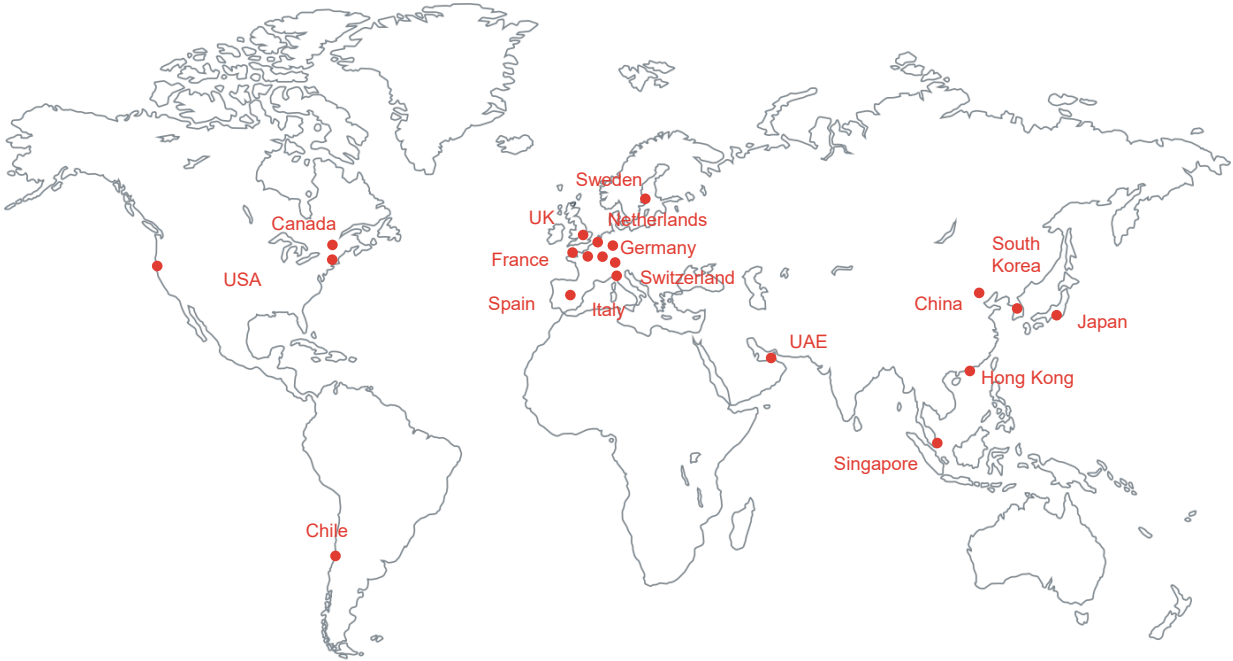 Sweden
UK
Netherlands
Canada
Germany
South
Korea
France
USA
Switzerland
Spain
Italy
China
Japan
UAE
Hong Kong
Singapore
Chile